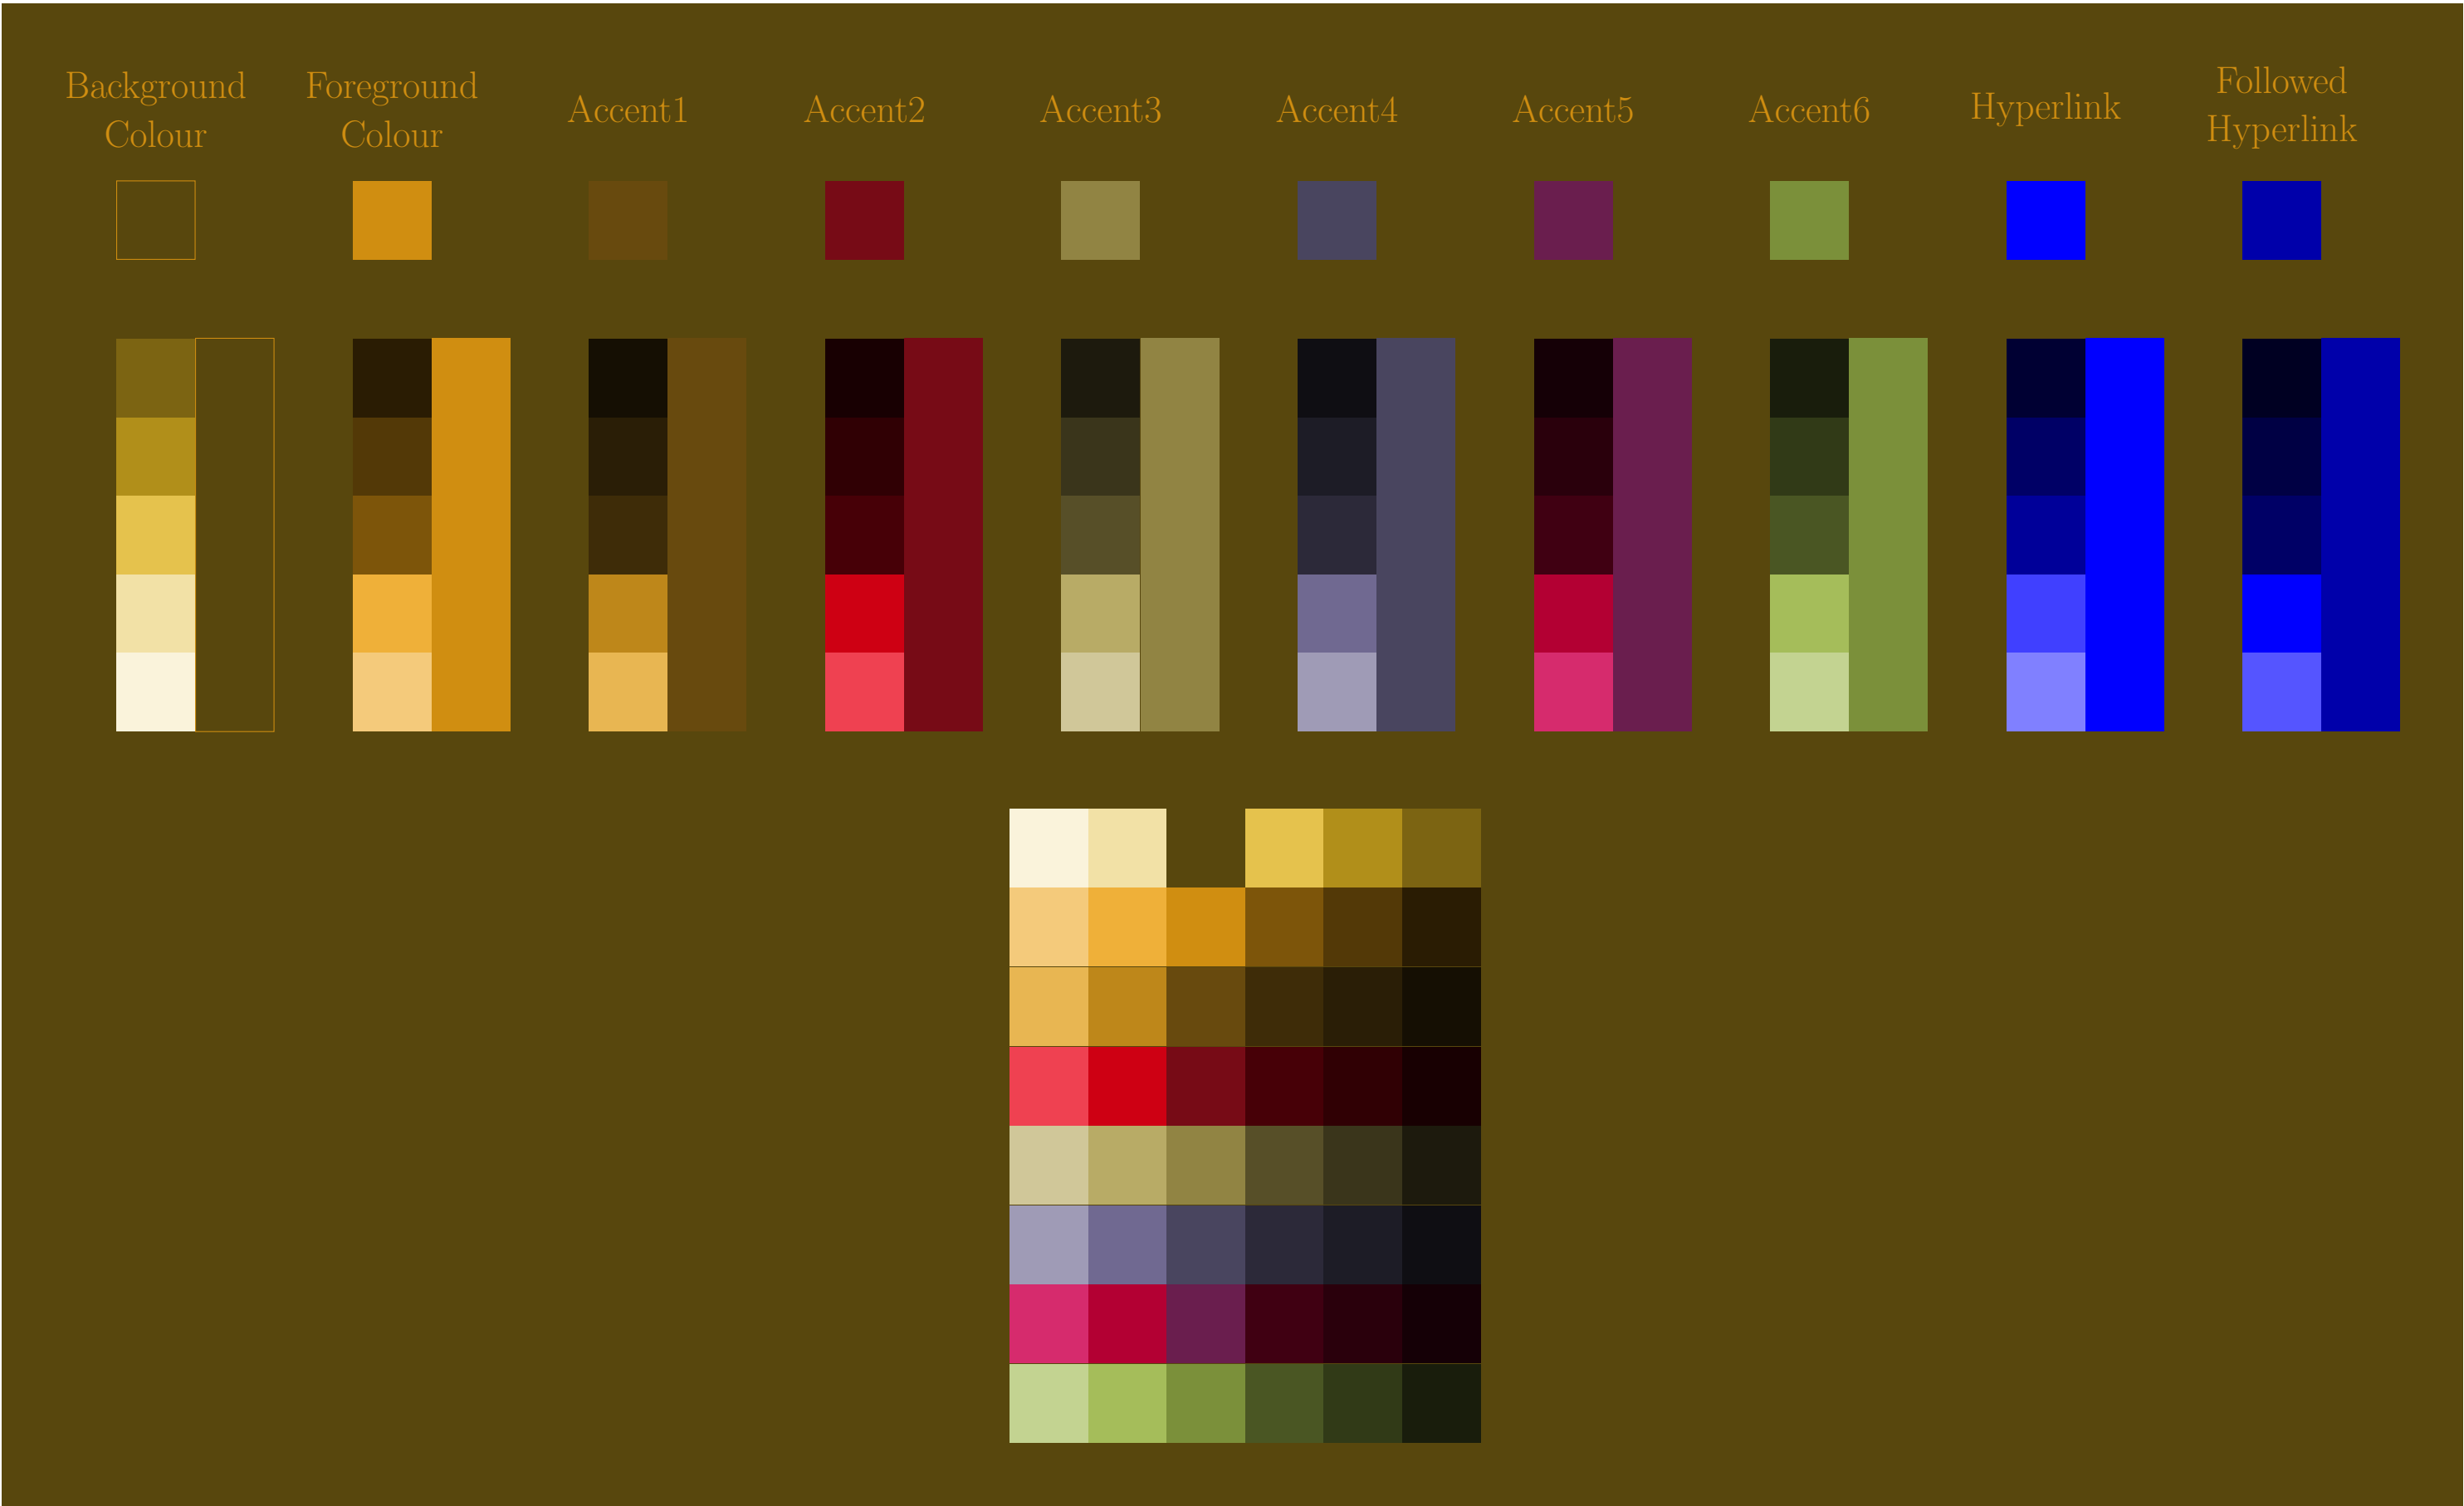 Background
Colour
Foreground
Colour
Accent1
Accent2
Accent3
Accent4
Accent5
Accent6
Hyperlink
Followed
Hyperlink